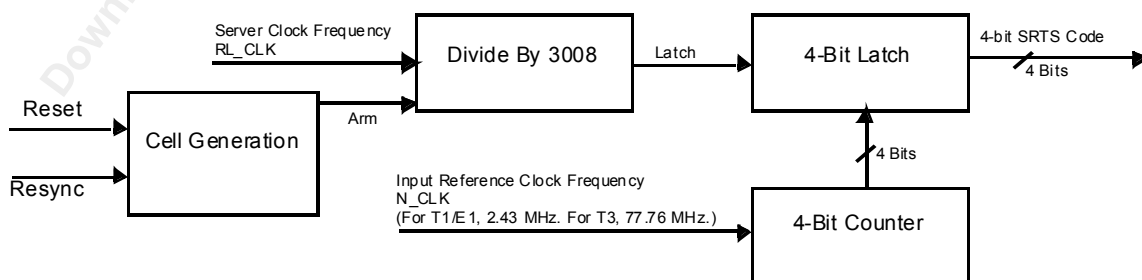 Server Clock Frequency
RL_CLK
Divide By 3008
Latch
4-Bit Latch
4-bit SRTS Code
4 Bits
Reset
Resync
Cell Generation
Arm
4 Bits
Input Reference Clock Frequency
N_CLK
(For T1/E1, 2.43 MHz. For T3, 77.76 MHz.)
4-Bit Counter